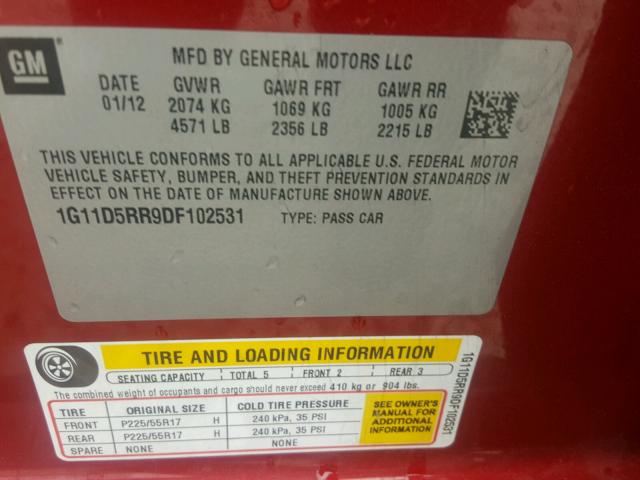 GM
MFD BY GENERAL MOTORS LLC
DATE GVWR GAWR FRT GAWR RR
01/12 2074 KG 1069 KG 1005 KG
4571 LB 2356 LB 2215 LB
THIS VEHICLE CONFORMS TO ALL APPLICABLE U.S. FEDERAL MOTOR
VEHICLE SAFETY, BUMPER, AND THEFT PREVENTION STANDARDS IN
EFFECT ON THE DATE OF MANUFACTURE SHOWN ABOVE.
1G11D5RR9DF102531 TYPE: PASS CAR
TIRE AND LOADING INFORMATION
SEATING CAPACITY TOTAL 5 FRONT 2 REAR 3
The combined weight of occupants and cargo should never exceed 410 kg or 904 lbs.
TIRE ORIGINAL SIZE COLD TIRE PRESSURE
FRONT P225/55R17 H 240 kPa, 35 PSI
REAR P225/55R17 H 240 kPa, 35 PSI
SPARE NONE NONE
SEE OWNER'S
MANUAL FOR
ADDITIONAL
INFORMATION
1G11D5RR9DF102531